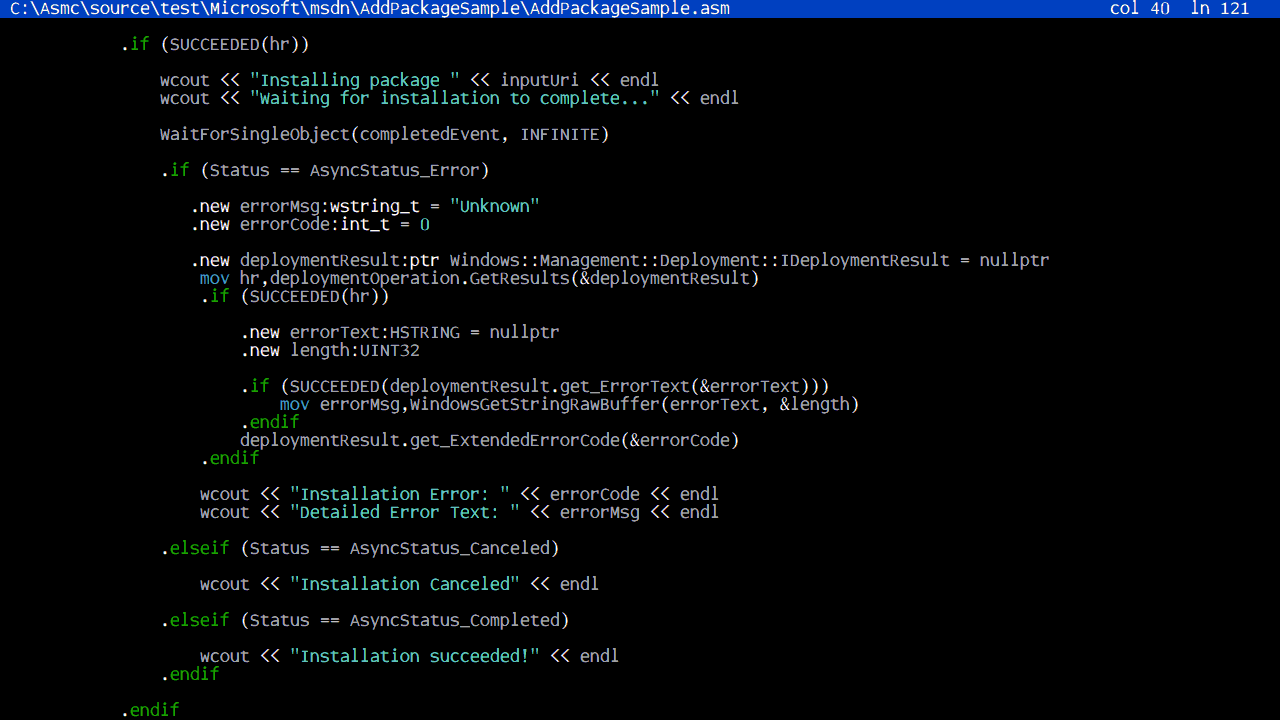 C:\Asmc\source\test\Microsoft\msdn\AddPackageSample\AddPackageSample.asm col 40 ln 121
.if (SUCCEEDED(hr))
wcout << "Installing package " << inputUri << endl
wcout << "Waiting for installation to complete..." << endl
WaitForSingleObject(completedEvent, INFINITE)
.if (Status == AsyncStatus_Error)
.new errorMsg:wstring_t = "Unknown"
.new errorCode:int_t = 0
.new deploymentResult:ptr Windows::Management::Deployment::IDeploymentResult = nullptr
mov hr,deploymentOperation.GetResults(&deploymentResult)
.if (SUCCEEDED(hr))
.new errorText:HSTRING = nullptr
.new length:UINT32
.if (SUCCEEDED(deploymentResult.get_ErrorText(&errorText)))
mov errorMsg,WindowsGetStringRawBuffer(errorText, &length)
.endif
deploymentResult.get_ExtendedErrorCode(&errorCode)
.endif
wcout << "Installation Error: " << errorCode << endl
wcout << "Detailed Error Text: " << errorMsg << endl
.elseif (Status == AsyncStatus_Canceled)
wcout << "Installation Canceled" << endl
.elseif (Status == AsyncStatus_Completed)
wcout << "Installation succeeded!" << endl
.endif
.endif